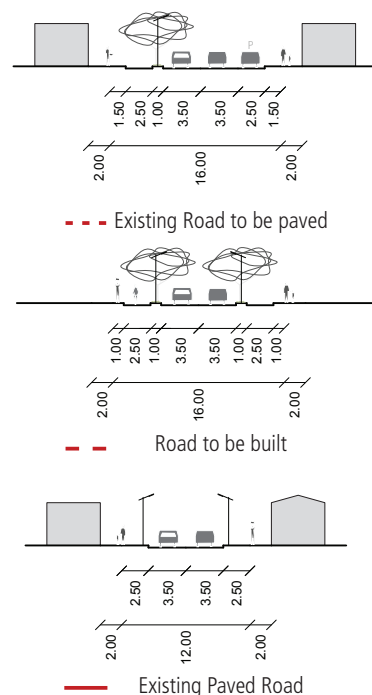 P
1.50 2.50 1.00 3.50 3.50 2.50 1.50
2.00 16.00 2.00
Existing Road to be paved
1.00 2.50 1.00 3.50 3.50 1.00 2.50 1.00
2.00 16.00 2.00
Road to be built
2.50 3.50 3.50 2.50
2.00 12.00 2.00
Existing Paved Road